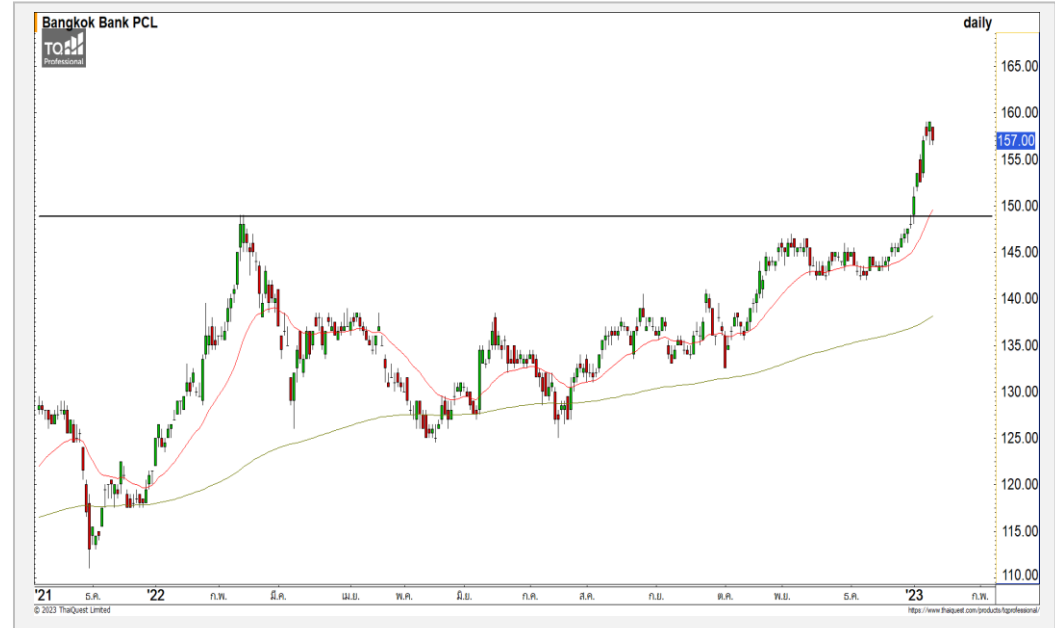 Bangkok Bank PCL
daily
TQ
Professional
165.00
160.00
157.00
155.00
150.00
145.00
140.00
135.00
130.00
125.00
120.00
115.00
110.00
'21 ธ.ค. '22 ก.พ. มี.ค. เม.ย. พ.ค. มิ.ย. ก.ค. ส.ค. ก.ย. ต.ค. พ.ย. ธ.ค. '23 ก.พ.
© 2023 ThaiQuest Limited
https://www.thaiquest.com/products/tqprofessional/